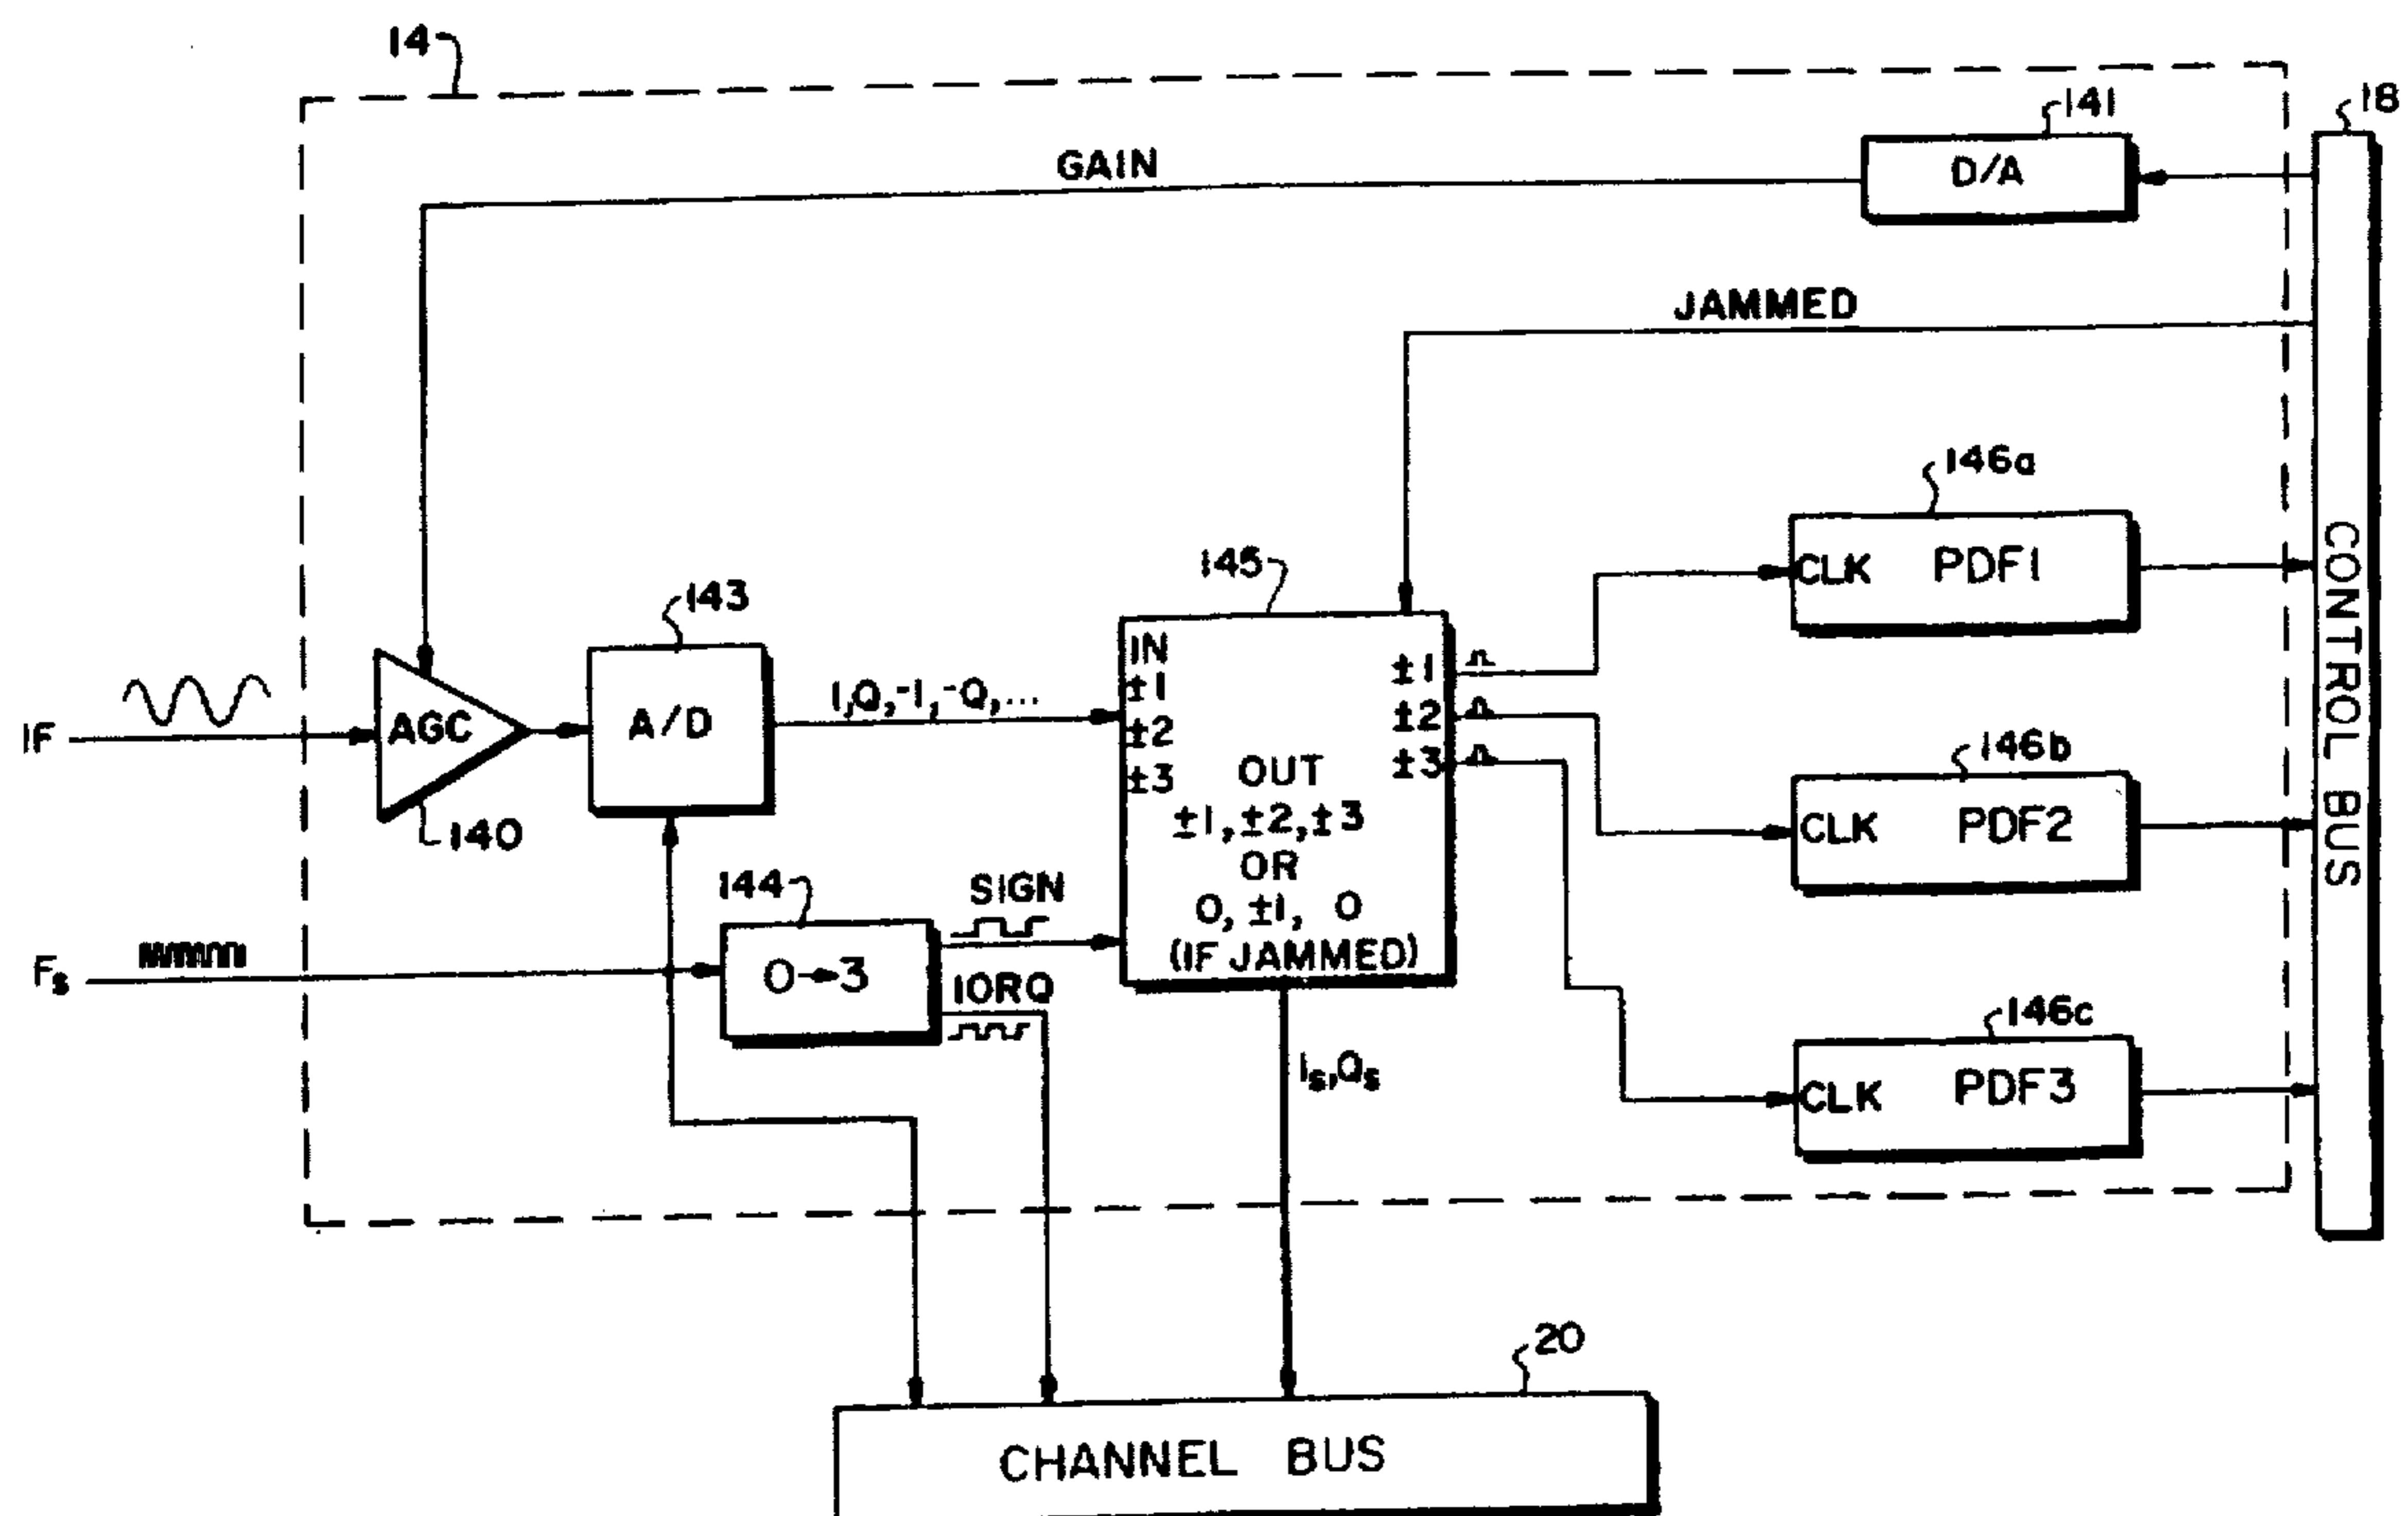 14
141
18
GAIN
D/A
JAMMED
146a
CLK PDF1
145
143
IN
±1
±2
±3
±1
±2
±3
I,Q,-I,-Q,...
IF
AGC
A/D
140
OUT
±1,±2,±3
OR
0, ±1, 0
(IF JAMMED)
146b
CLK PDF2
CONTROL BUS
144
SIGN
Fs
0→3
IORQ
146c
CLK PDF3
Is,Qs
20
CHANNEL BUS